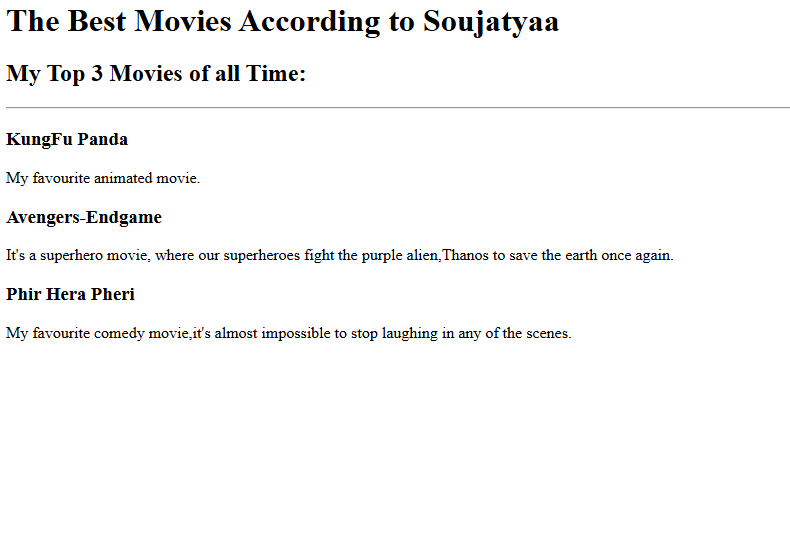 The Best Movies According to Soujatyaa
My Top 3 Movies of all Time:
KungFu Panda
My favourite animated movie.
Avengers-Endgame
It's a superhero movie, where our superheroes fight the purple alien,Thanos to save the earth once again.
Phir Hera Pheri
My favourite comedy movie,it's almost impossible to stop laughing in any of the scenes.